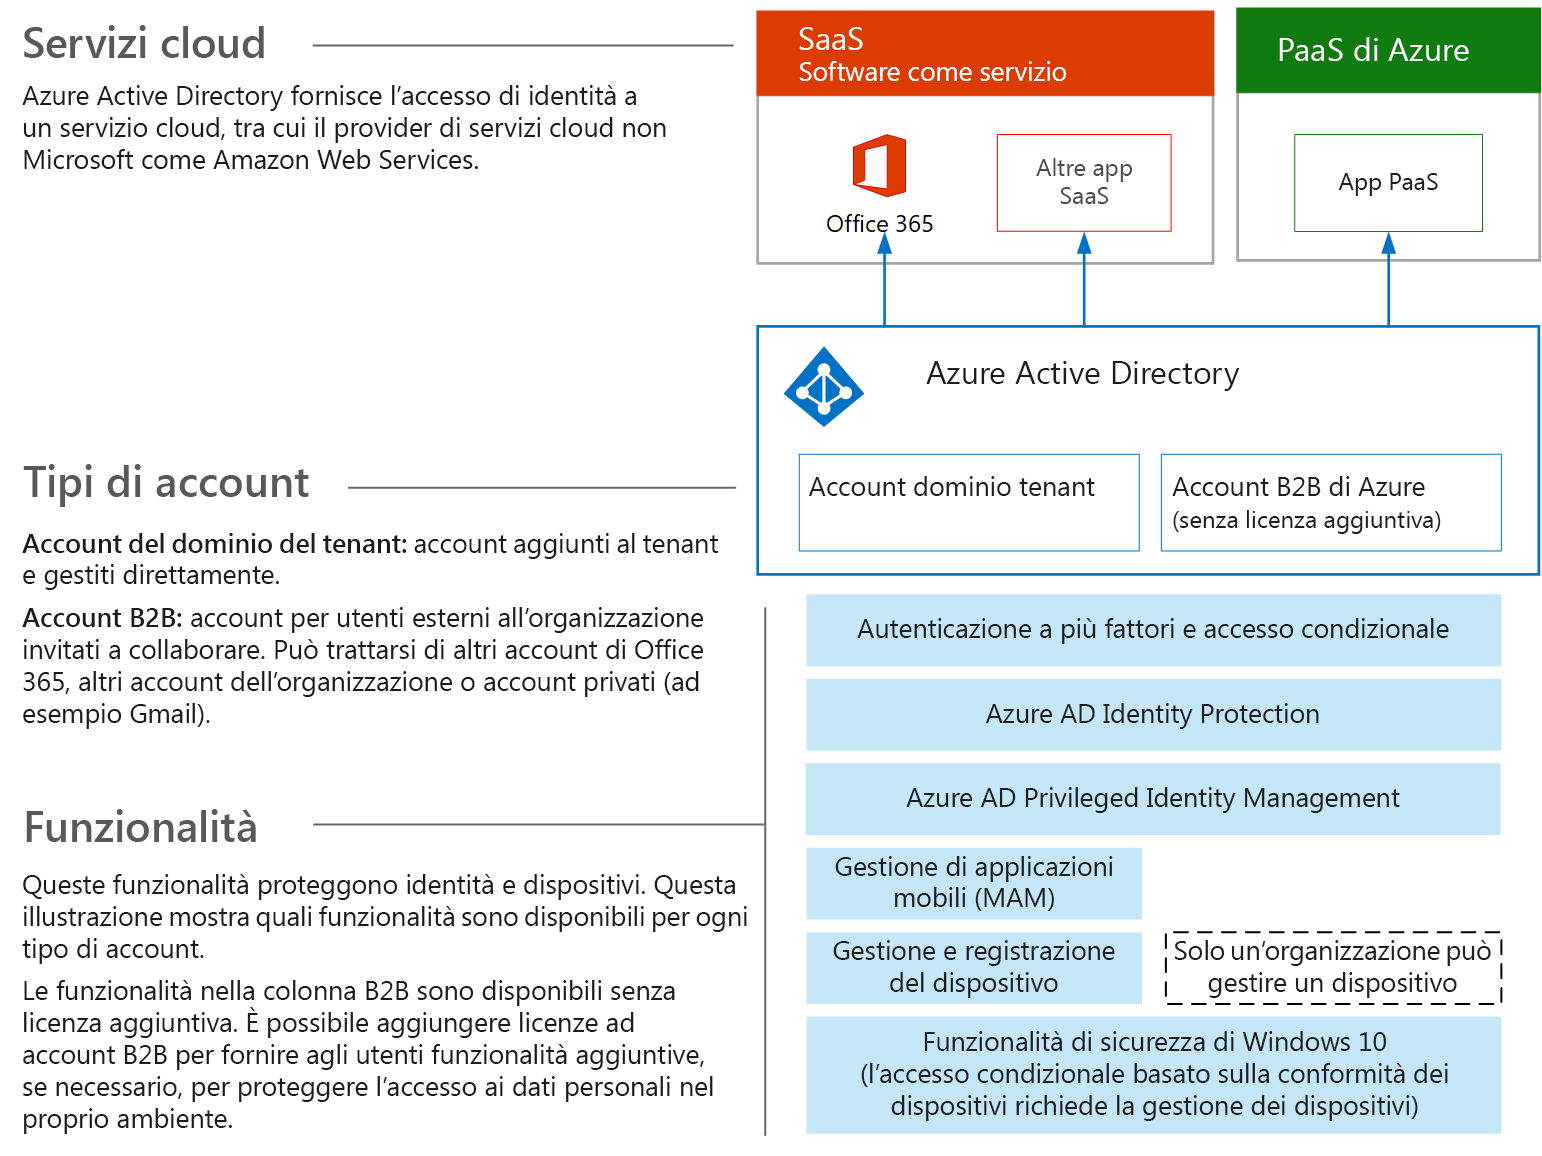 Servizi cloud
Azure Active Directory fornisce l’accesso di identità a
un servizio cloud, tra cui il provider di servizi cloud non
Microsoft come Amazon Web Services.
SaaS
Software come servizio
PaaS di Azure
Office 365
Altre app
SaaS
App PaaS
Azure Active Directory
Account dominio tenant
Account B2B di Azure
(senza licenza aggiuntiva)
Tipi di account
Account del dominio del tenant: account aggiunti al tenant
e gestiti direttamente.
Account B2B: account per utenti esterni all’organizzazione
invitati a collaborare. Può trattarsi di altri account di Office
365, altri account dell’organizzazione o account privati (ad
esempio Gmail).
Funzionalità
Queste funzionalità proteggono identità e dispositivi. Questa
illustrazione mostra quali funzionalità sono disponibili per ogni
tipo di account.
Le funzionalità nella colonna B2B sono disponibili senza
licenza aggiuntiva. È possibile aggiungere licenze ad
account B2B per fornire agli utenti funzionalità aggiuntive,
se necessario, per proteggere l’accesso ai dati personali nel
proprio ambiente.
Autenticazione a più fattori e accesso condizionale
Azure AD Identity Protection
Azure AD Privileged Identity Management
Gestione di applicazioni
mobili (MAM)
Gestione e registrazione
del dispositivo
Solo un’organizzazione può
gestire un dispositivo
Funzionalità di sicurezza di Windows 10
(l’accesso condizionale basato sulla conformità dei
dispositivi richiede la gestione dei dispositivi)